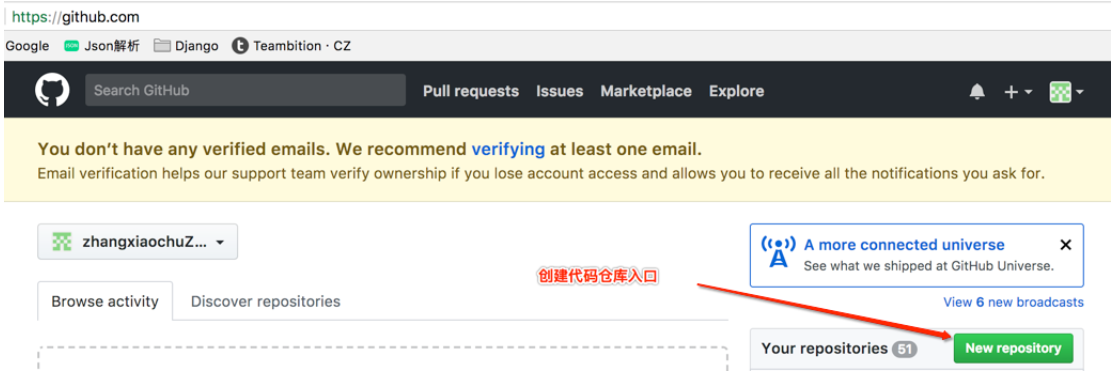 https://github.com
Google Json解析 Django Teambition · CZ
Search GitHub Pull requests Issues Marketplace Explore
You don't have any verified emails. We recommend verifying at least one email.
Email verification helps our support team verify ownership if you lose account access and allows you to receive all the notifications you ask for.
zhangxiaochuZ...
A more connected universe
See what we shipped at GitHub Universe.
创建代码仓库入口
Browse activity Discover repositories
View 6 new broadcasts
Your repositories 51 New repository